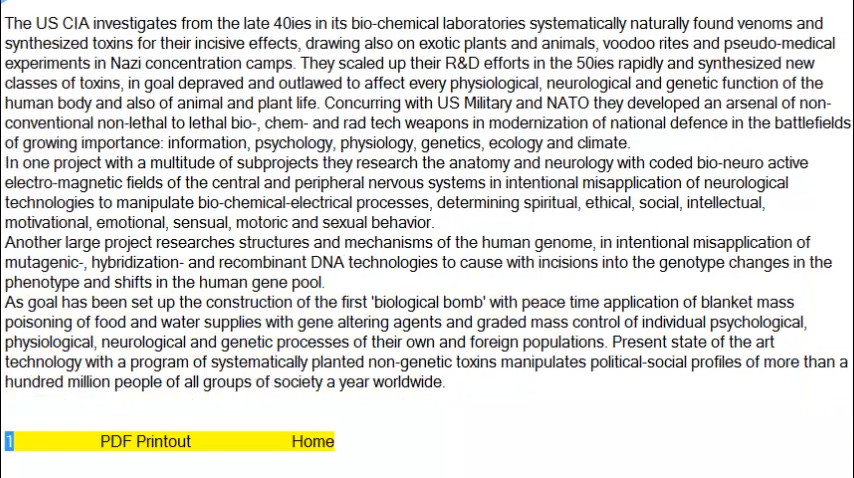 The US CIA investigates from the late 40ies in its bio-chemical laboratories systematically naturally found venoms and
synthesized toxins for their incisive effects, drawing also on exotic plants and animals, voodoo rites and pseudo-medical
experiments in Nazi concentration camps. They scaled up their R&D efforts in the 50ies rapidly and synthesized new
classes of toxins, in goal depraved and outlawed to affect every physiological, neurological and genetic function of the
human body and also of animal and plant life. Concurring with US Military and NATO they developed an arsenal of non-
conventional non-lethal to lethal bio-, chem- and rad tech weapons in modernization of national defence in the battlefields
of growing importance: information, psychology, physiology, genetics, ecology and climate.
In one project with a multitude of subprojects they research the anatomy and neurology with coded bio-neuro active
electro-magnetic fields of the central and peripheral nervous systems in intentional misapplication of neurological
technologies to manipulate bio-chemical-electrical processes, determining spiritual, ethical, social, intellectual,
motivational, emotional, sensual, motoric and sexual behavior.
Another large project researches structures and mechanisms of the human genome, in intentional misapplication of
mutagenic-, hybridization- and recombinant DNA technologies to cause with incisions into the genotype changes in the
phenotype and shifts in the human gene pool.
As goal has been set up the construction of the first 'biological bomb' with peace time application of blanket mass
poisoning of food and water supplies with gene altering agents and graded mass control of individual psychological,
physiological, neurological and genetic processes of their own and foreign populations. Present state of the art
technology with a program of systematically planted non-genetic toxins manipulates political-social profiles of more than a
hundred million people of all groups of society a year worldwide.
1 PDF Printout Home